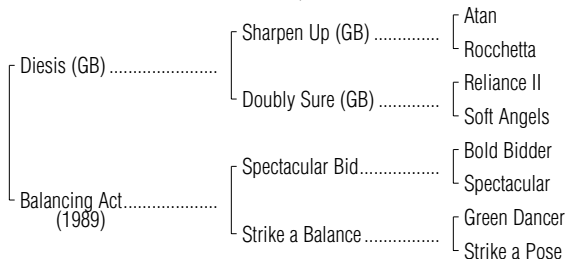 Atan
Sharpen Up (GB) ..............
Rocchetta
Diesis (GB) .......................
Reliance II
Doubly Sure (GB) .............
Soft Angels
Bold Bidder
Spectacular Bid.................
Spectacular
Balancing Act....................
(1989)
Green Dancer
Strike a Balance ................
Strike a Pose